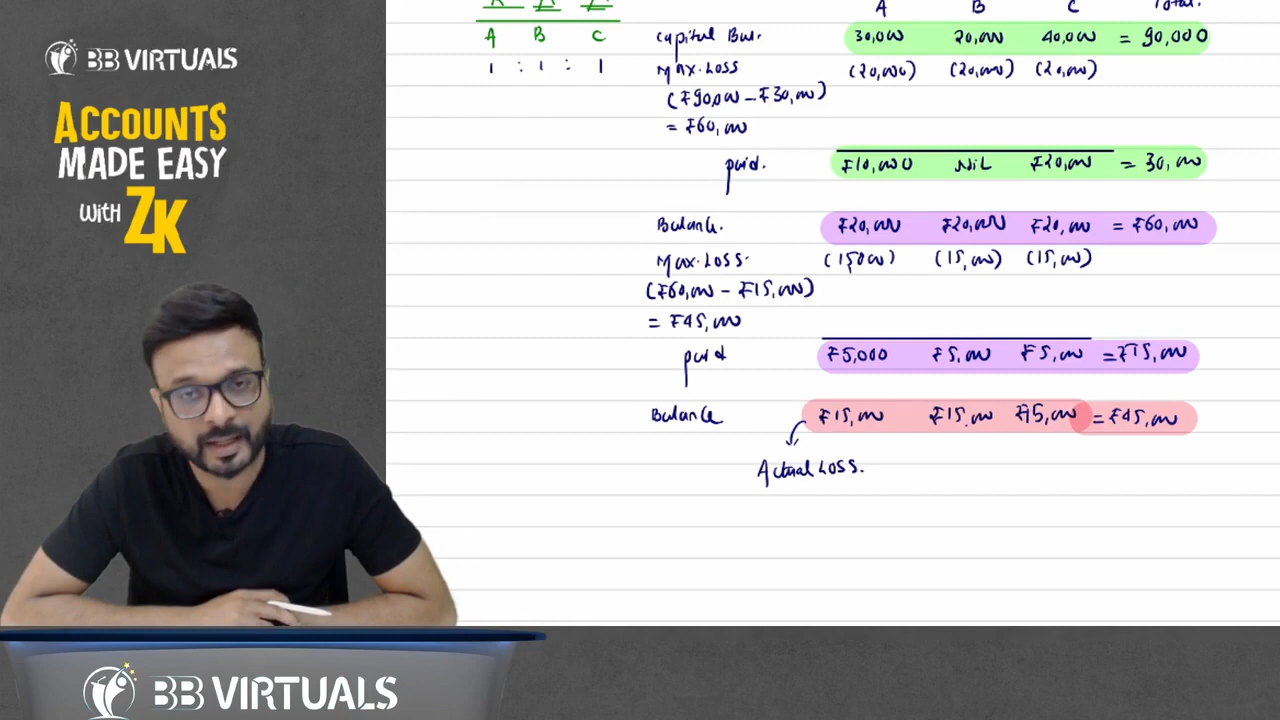 BB VIRTUALS
ACCOUNTS
MADE EASY
WITH ZK
A B C
1 : 1 : 1
A B C Total.
Capital Bal. 30,000 20,000 40,000 = 90,000
Max. Loss (20,000) (20,000) (20,000)
(₹90,000 – ₹30,000)
= ₹60,000
paid. ₹10,000 NiL ₹20,000 = 30,000
Balance. ₹20,000 ₹20,000 ₹20,000 = ₹60,000
Max. Loss. (15,000) (15,000) (15,000)
(₹60,000 – ₹15,000)
= ₹45,000
paid ₹5,000 ₹5,000 ₹5,000 = ₹15,000
Balance ₹15,000 ₹15,000 ₹15,000 = ₹45,000
Actual Loss.
BB VIRTUALS